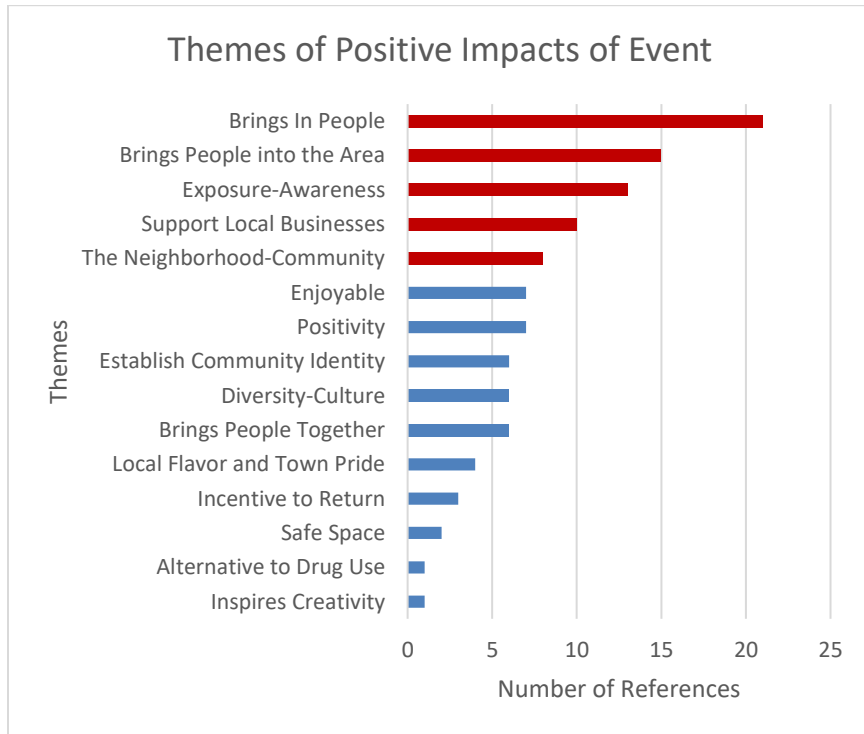 Themes of Positive Impacts of Event
Themes
Brings In People
Brings People into the Area
Exposure-Awareness
Support Local Businesses
The Neighborhood-Community
Enjoyable
Positivity
Establish Community Identity
Diversity-Culture
Brings People Together
Local Flavor and Town Pride
Incentive to Return
Safe Space
Alternative to Drug Use
Inspires Creativity
0 5 10 15 20 25
Number of References